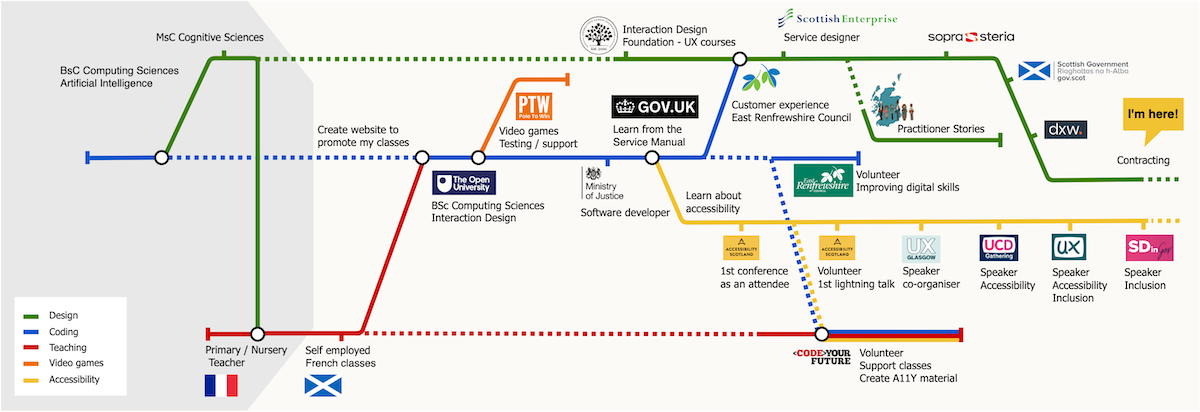 MsC Cognitive Sciences
BsC Computing Sciences
Artificial Intelligence
Interaction Design
Foundation - UX courses
Scottish Enterprise
Service designer
sopra steria
Scottish Government
Riaghaltas na h-Alba
gov.scot
Create website to
promote my classes
PTW
Pole To Win
Video games
Testing / support
GOV.UK
Learn from the
Service Manual
Customer experience
East Renfrewshire Council
Practitioner Stories
dxw.
I'm here!
Contracting
The Open
University
BSc Computing Sciences
Interaction Design
Ministry
of Justice
Software developer
Learn about
accessibility
East
Renfrewshire
COUNCIL
Volunteer
Improving digital skills
ACCESSIBILITY
SCOTLAND
1st conference
as an attendee
ACCESSIBILITY
SCOTLAND
Volunteer
1st lightning talk
UX
GLASGOW
Speaker
co-organiser
UCD
Gathering
Speaker
Accessibility
UX
Speaker
Accessibility
Inclusion
SDinGov
Speaker
Inclusion
Design
Coding
Teaching
Video games
Accessibility
Primary / Nursery
Teacher
Self employed
French classes
<CODE>YOUR
FUTURE
Volunteer
Support classes
Create A11Y material